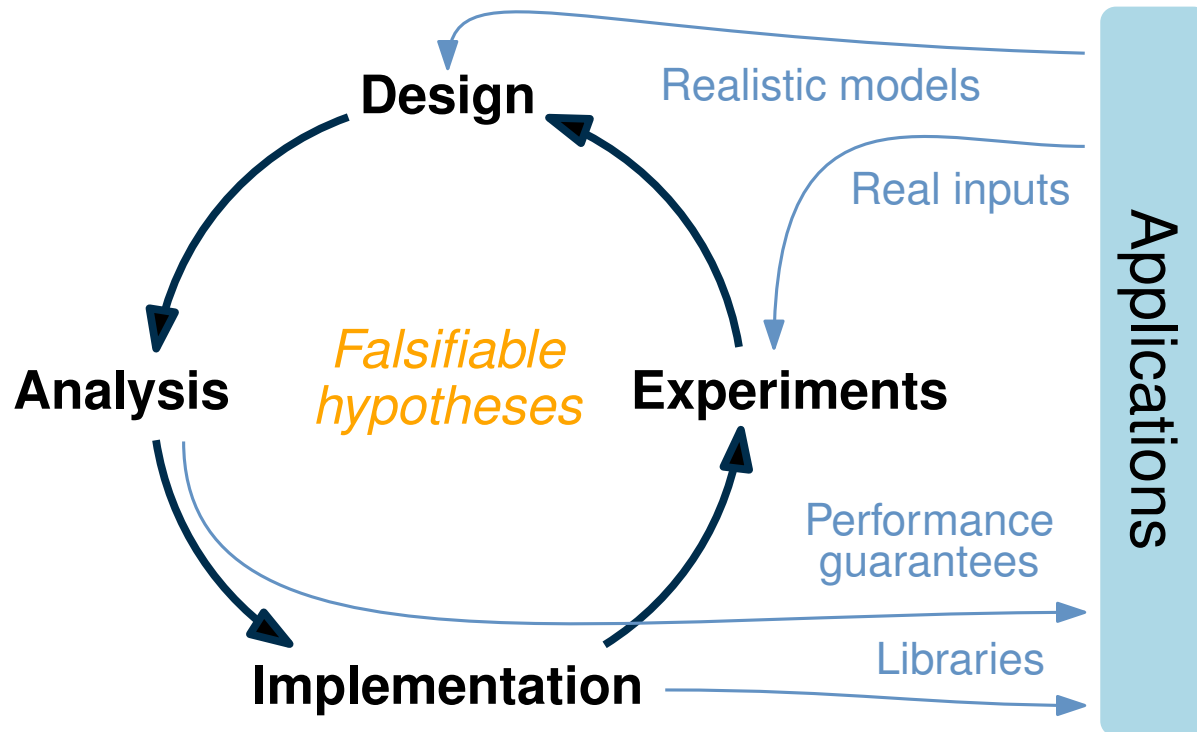 Design
Realistic models
Real inputs
Applications
Falsifiable
hypotheses
Analysis
Experiments
Performance
guarantees
Libraries
Implementation